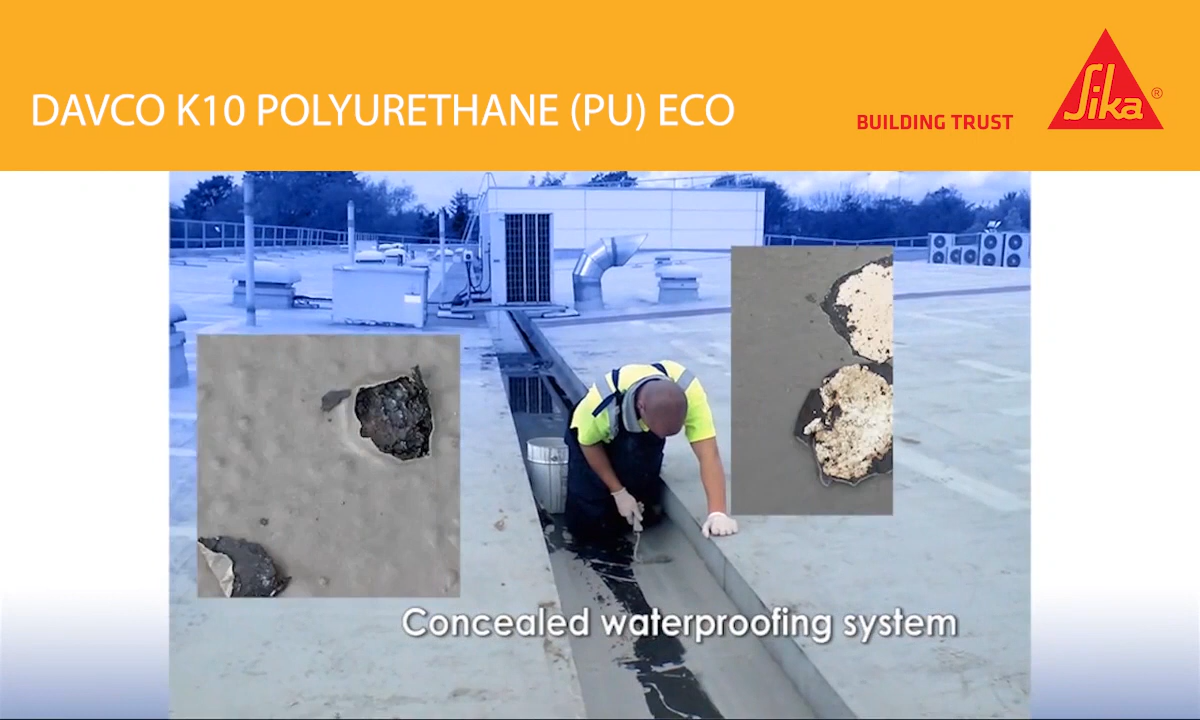 DAVCO K10 POLYURETHANE (PU) ECO
BUILDING TRUST
Sika®
Concealed waterproofing system